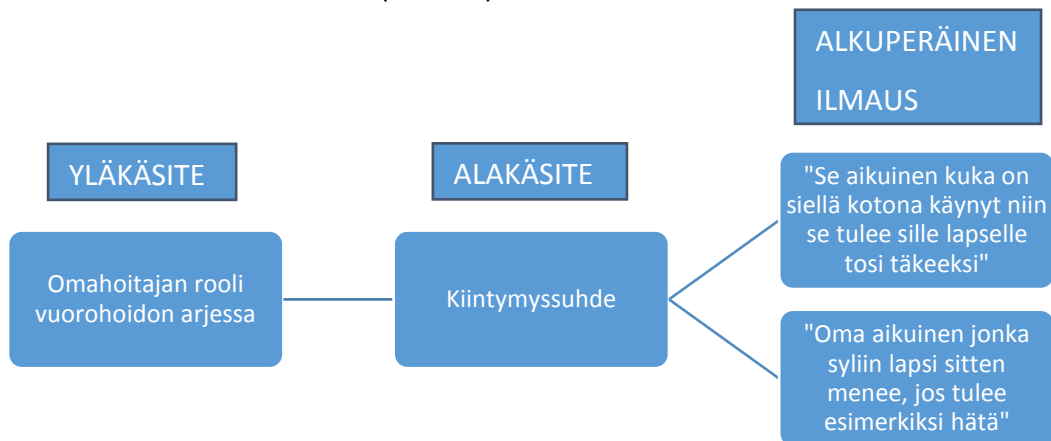 ALKUPERÄINEN
ILMAUS
YLÄKÄSITE
ALAKÄSITE
Omahoitajan rooli
vuorohoidon arjessa
Kiintymyssuhde
"Se aikuinen kuka on
siellä kotona käynyt niin
se tulee sille lapselle
tosi täkeeksi"
"Oma aikuinen jonka
syliin lapsi sitten
menee, jos tulee
esimerkiksi hätä"